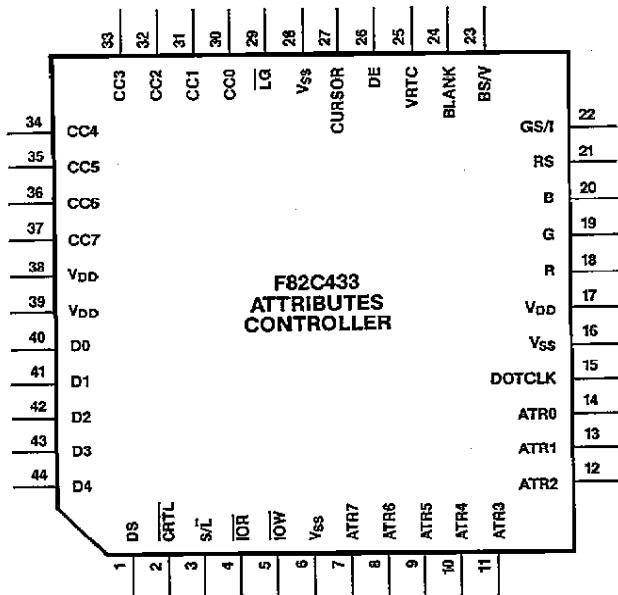 33 32 31 30 29 28 27 26 25 24 23
CC3 CC2 CC1 CC0 LG VSS CURSOR DE VRTC BLANK BS/V
34 CC4
35 CC5
36 CC6
37 CC7
38 VDD
39 VDD
40 D0
41 D1
42 D2
43 D3
44 D4
F82C433
ATTRIBUTES
CONTROLLER
GS/I 22
RS 21
B 20
G 19
R 18
VDD 17
VSS 16
DOTCLK 15
ATR0 14
ATR1 13
ATR2 12
DS CRTL S/L IOR IOW VSS ATR7 ATR6 ATR5 ATR4 ATR3
1 2 3 4 5 6 7 8 9 10 11